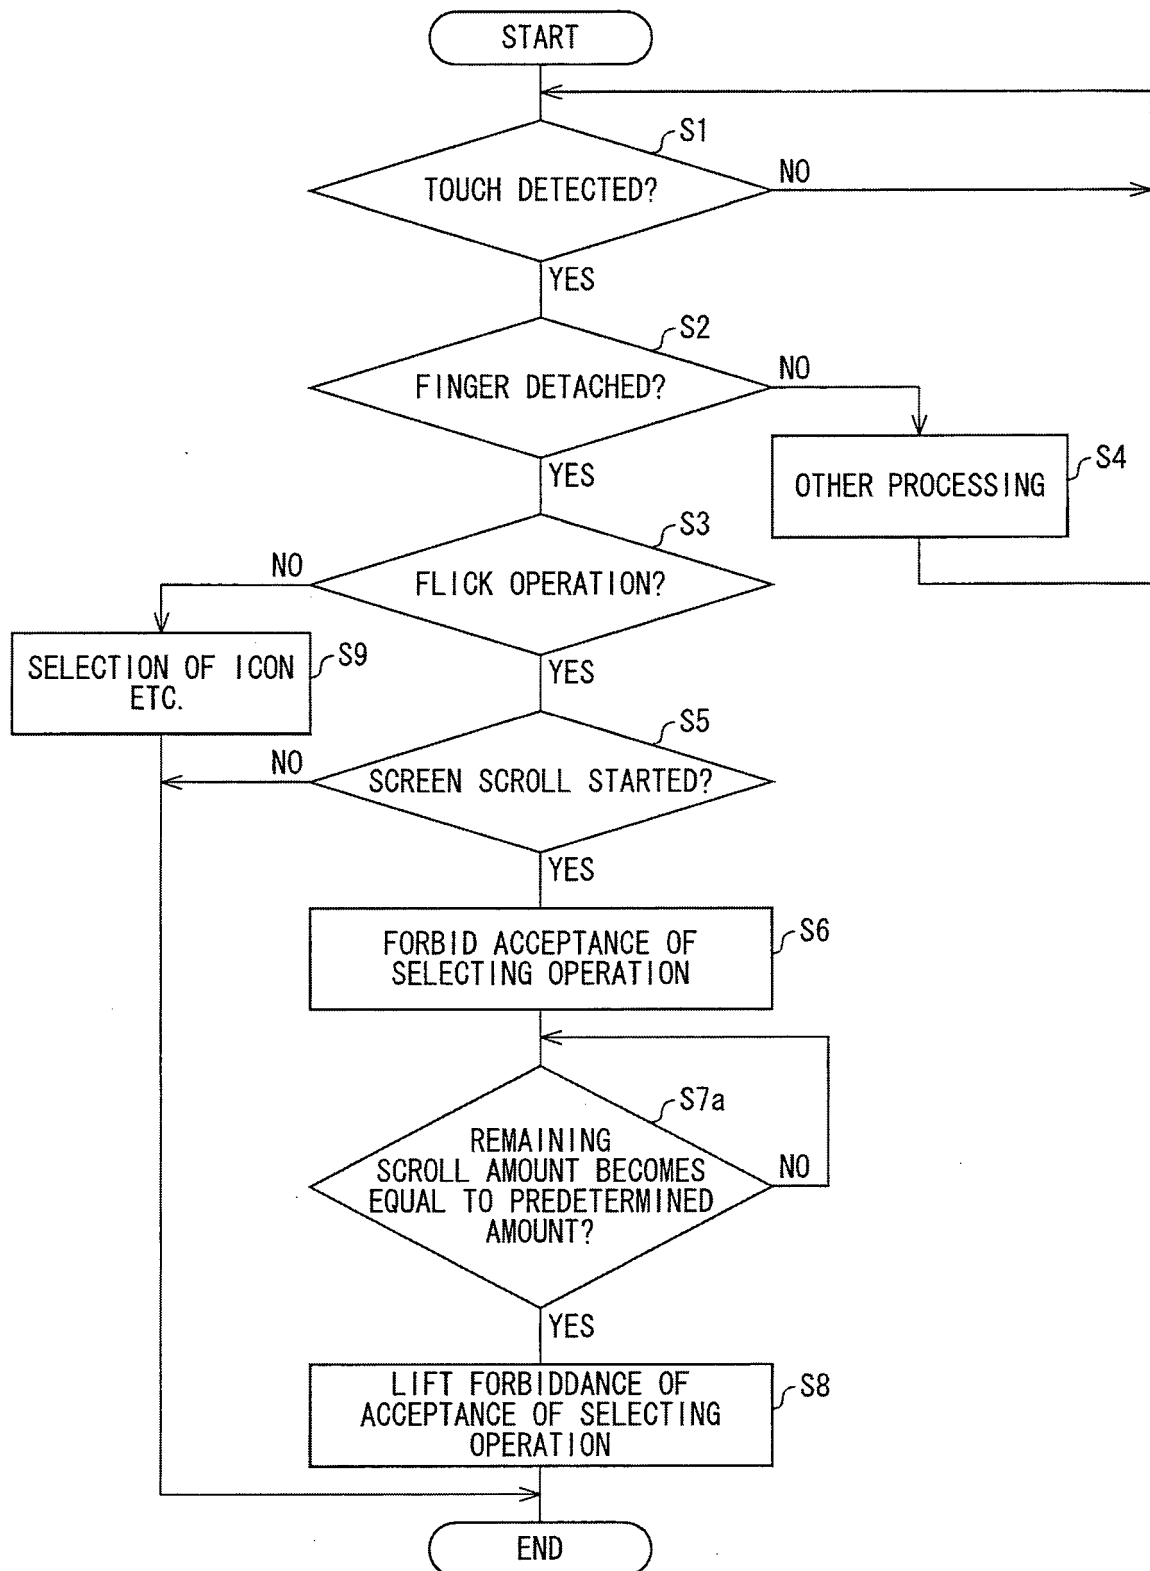 START
S1
TOUCH DETECTED?
NO
YES
S2
FINGER DETACHED?
NO
YES
S4
OTHER PROCESSING
S3
FLICK OPERATION?
NO
YES
S9
SELECTION OF ICON
ETC.
S5
SCREEN SCROLL STARTED?
NO
YES
S6
FORBID ACCEPTANCE OF
SELECTING OPERATION
S7a
REMAINING
SCROLL AMOUNT BECOMES
EQUAL TO PREDETERMINED
AMOUNT?
NO
YES
S8
LIFT FORBIDDANCE OF
ACCEPTANCE OF SELECTING
OPERATION
END